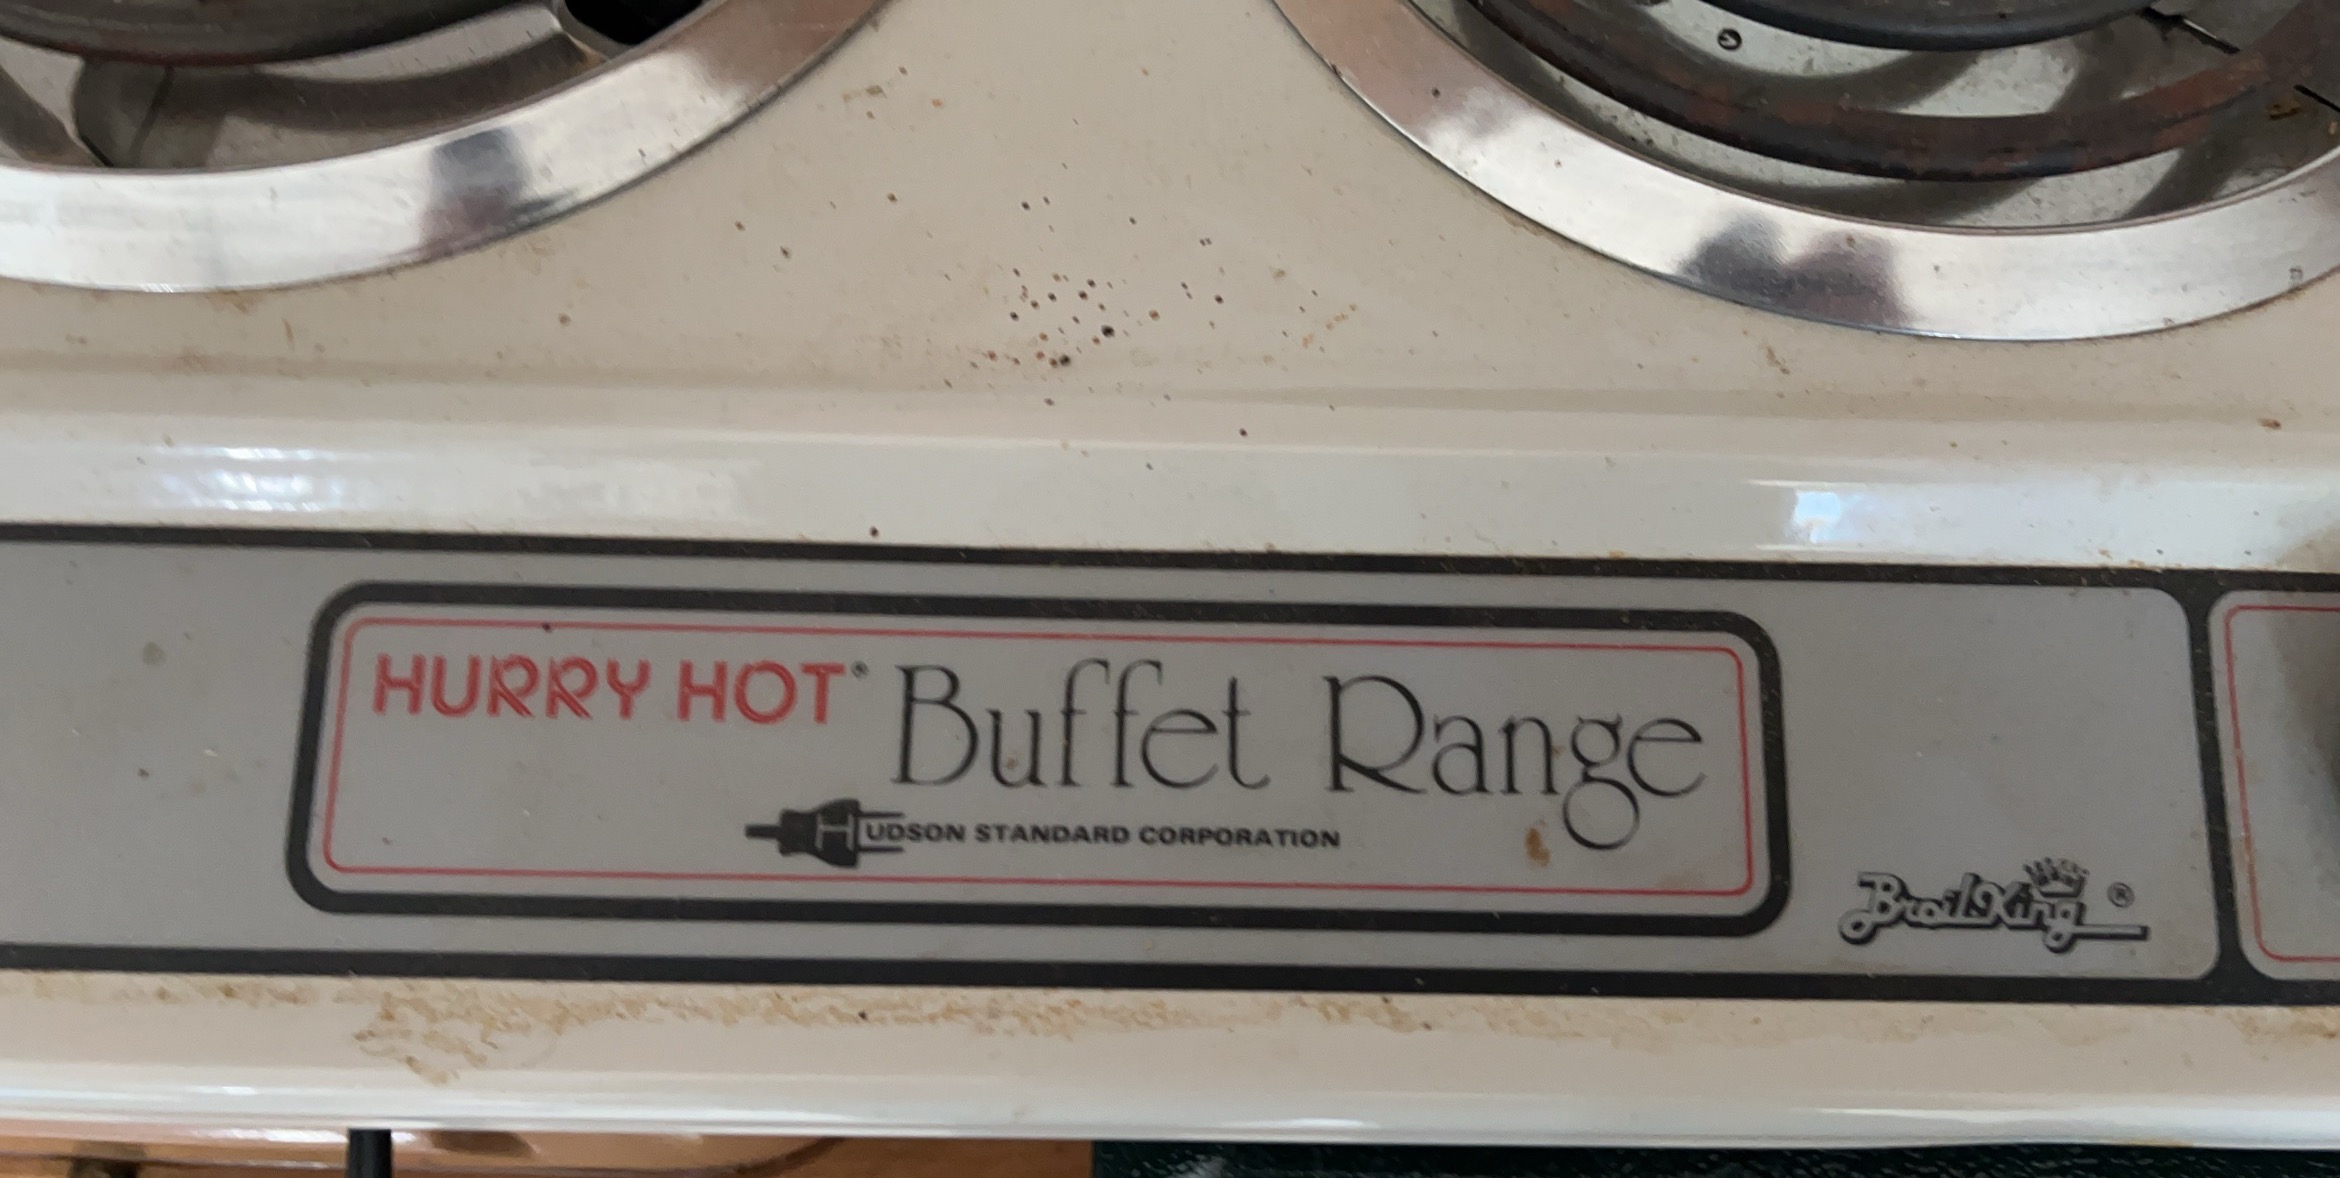 HURRY HOT® Buffet Range
HUDSON STANDARD CORPORATION
BroilKing ®